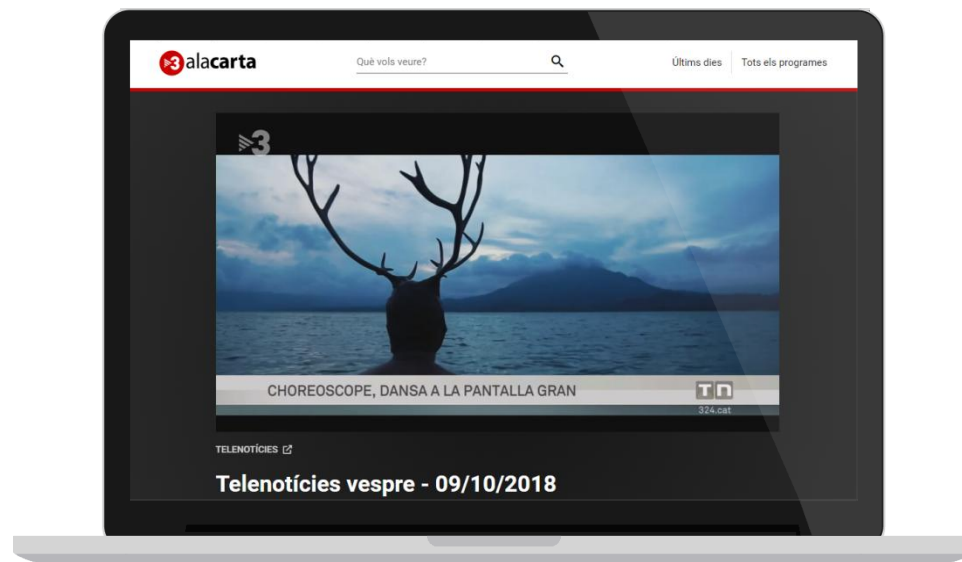 3alacarta
Què vols veure?
Últims dies
Tots els programes
3
CHOREOSCOPE, DANSA A LA PANTALLA GRAN
Tn
324.cat
TELENOTÍCIES
Telenotícies vespre - 09/10/2018